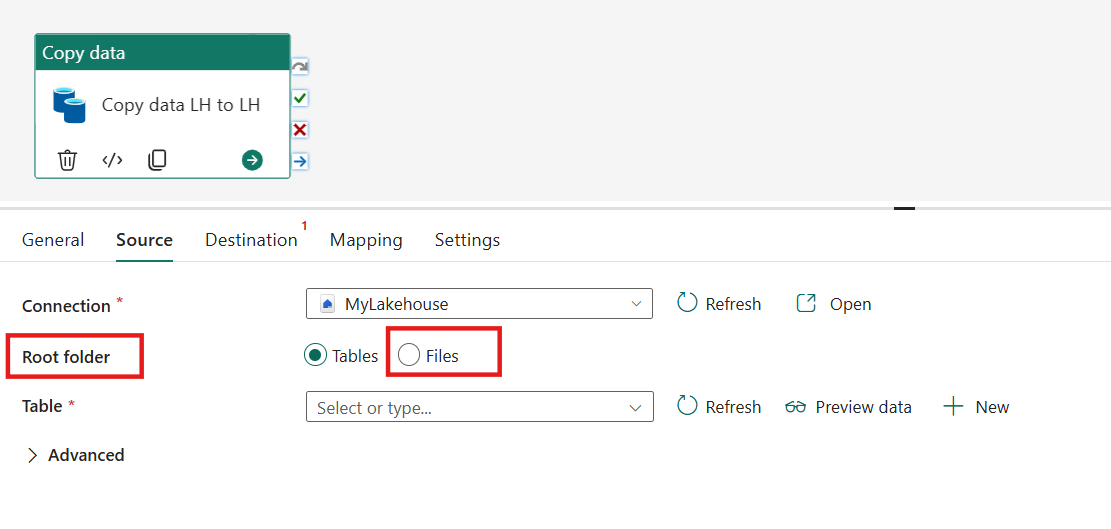 Copy data
Copy data LH to LH
</>
General Source Destination 1 Mapping Settings
Connection * MyLakehouse Refresh Open
Root folder Tables Files
Table * Select or type... Refresh Preview data New
Advanced